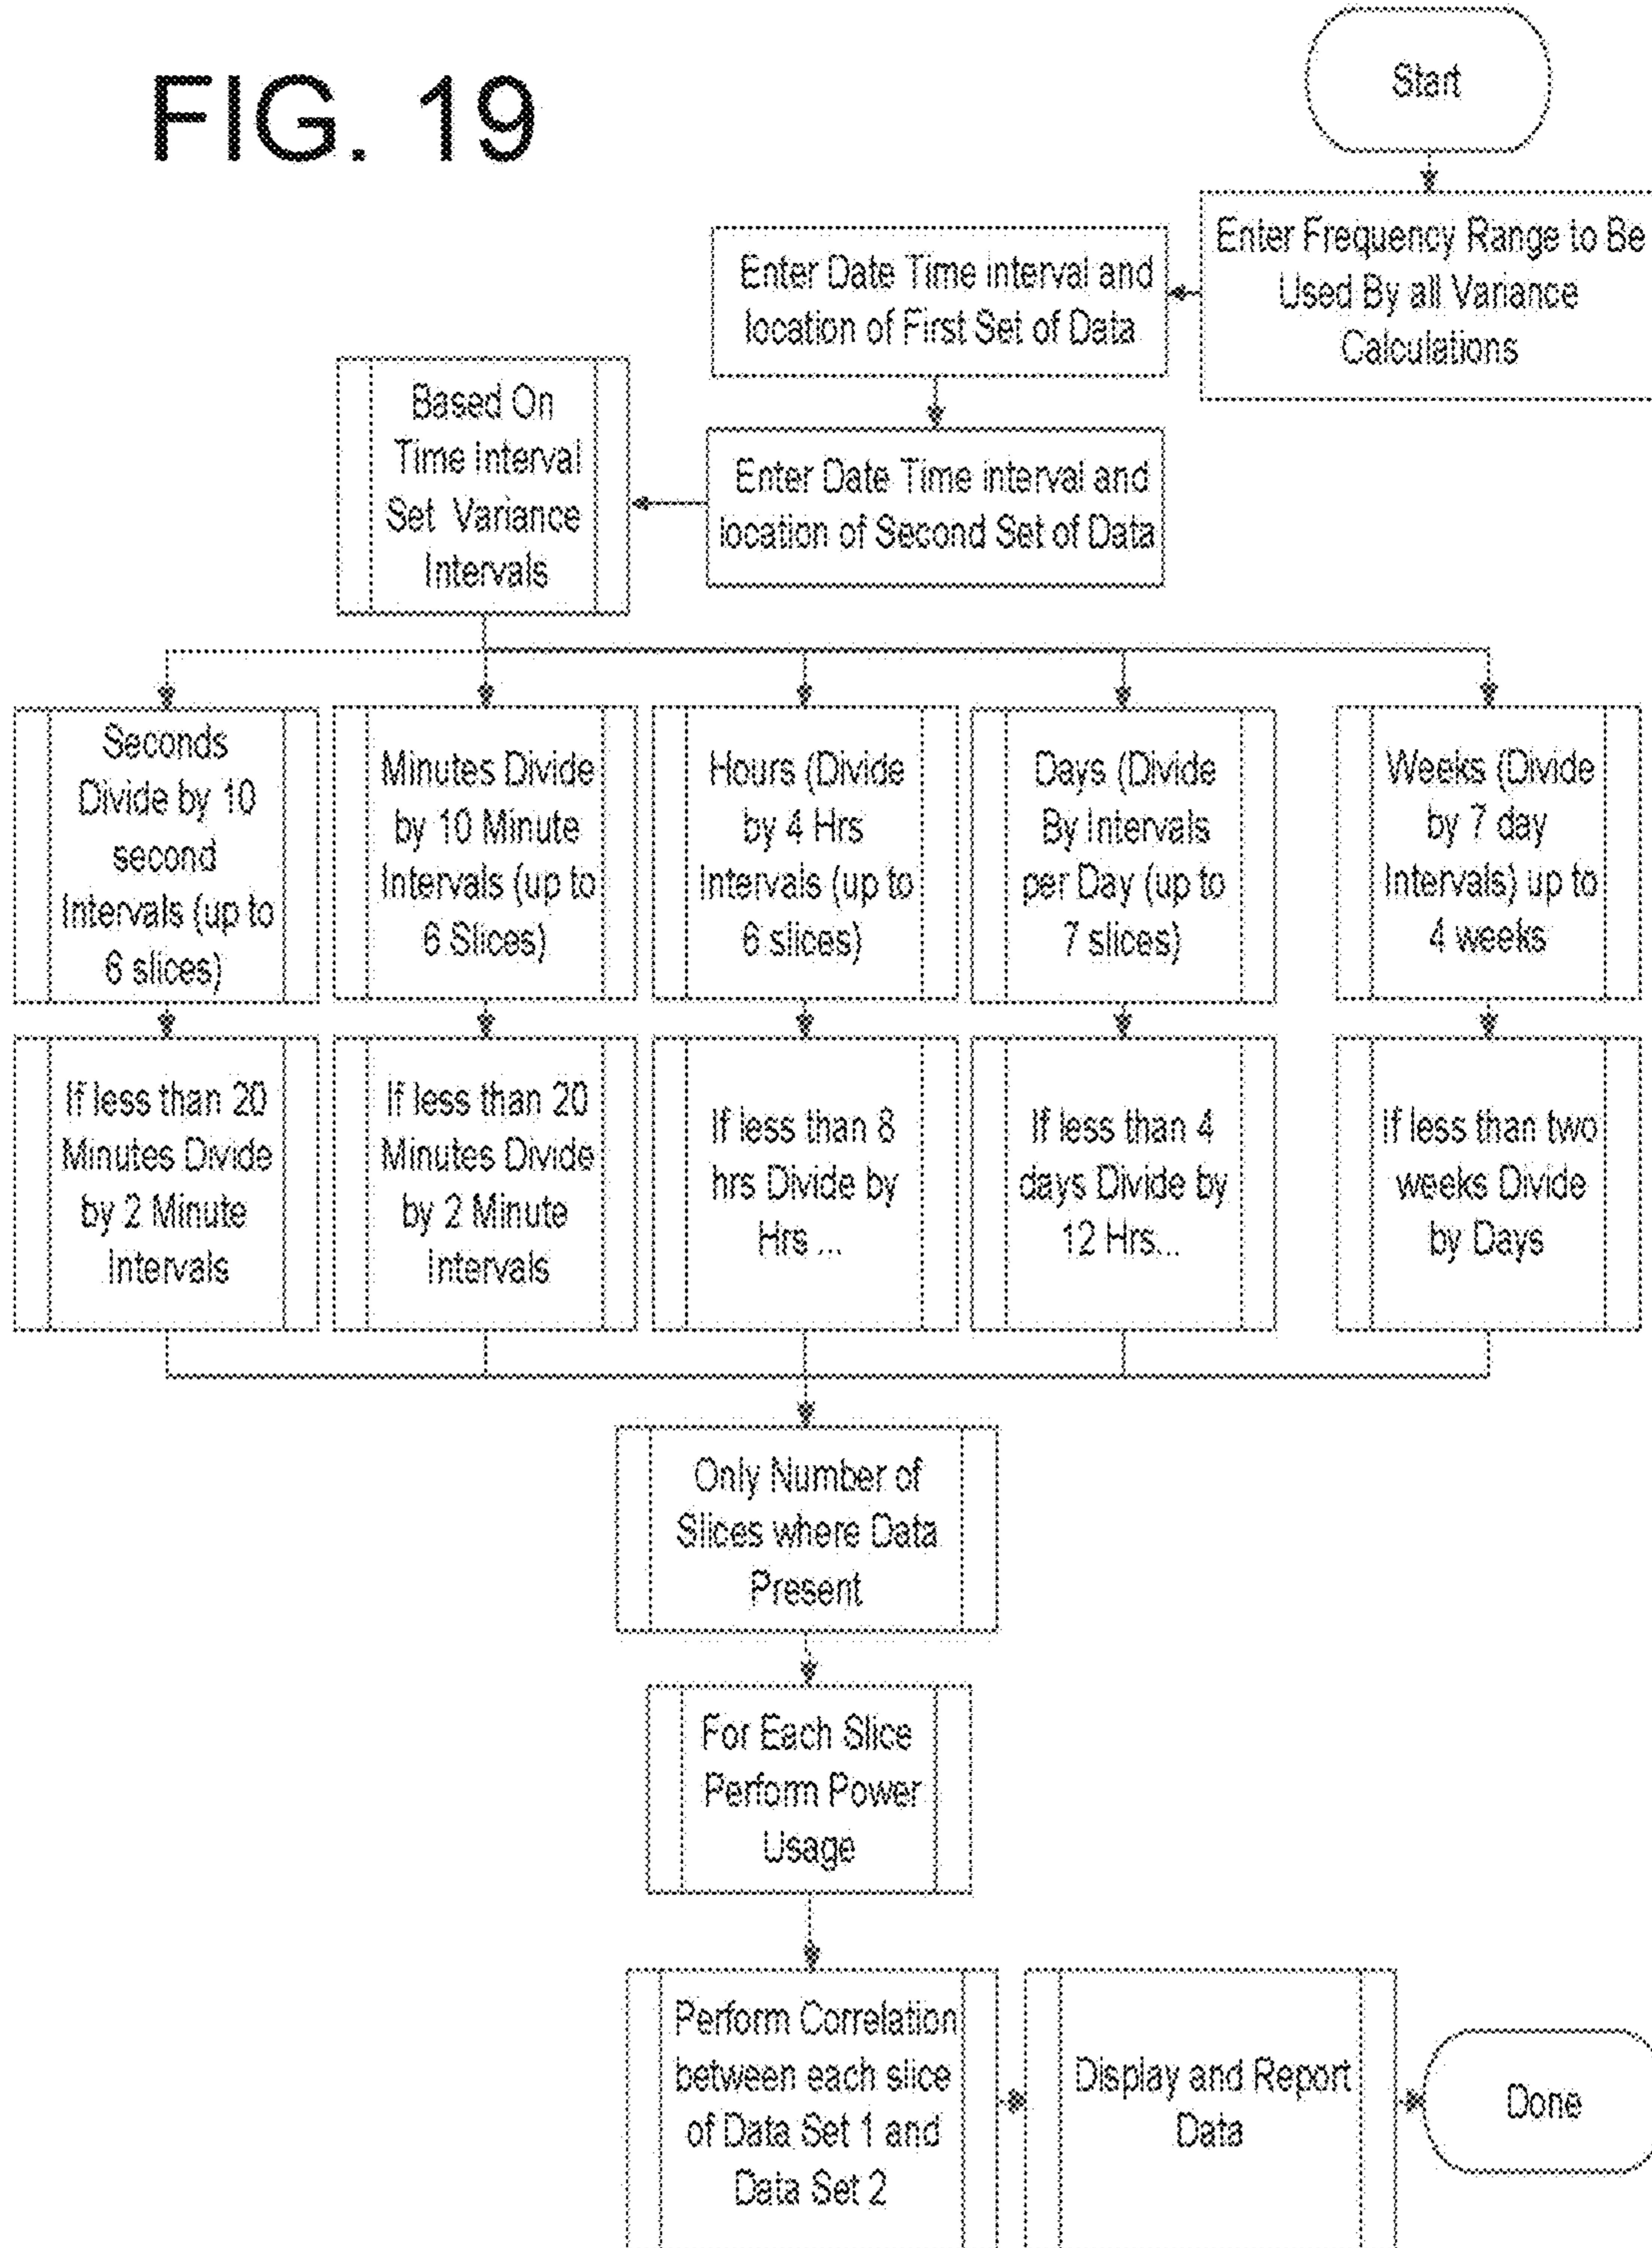 FIG. 19
Start
Enter Frequency Range to Be
Used By all Variance
Calculations
Enter Date Time interval and
location of First Set of Data
Enter Date Time interval and
location of Second Set of Data
Based On
Time Interval
Set Variance
Intervals
Seconds
Divide by 10
second
Intervals (up to
6 slices)
Minutes Divide
by 10 Minute
Intervals (up to
6 Slices)
Hours (Divide
by 4 Hrs
Intervals (up to
6 slices)
Days (Divide
By Intervals
per Day (up to
7 slices)
Weeks (Divide
by 7 day
Intervals) up to
4 weeks
If less than 20
Minutes Divide
by 2 Minute
Intervals
If less than 20
Minutes Divide
by 2 Minute
Intervals
If less than 8
hrs Divide by
Hrs ...
If less than 4
days Divide by
12 Hrs...
If less than two
weeks Divide
by Days
Only Number of
Slices where Data
Present
For Each Slice
Perform Power
Usage
Perform Correlation
between each slice
of Data Set 1 and
Data Set 2
Display and Report
Data
Done